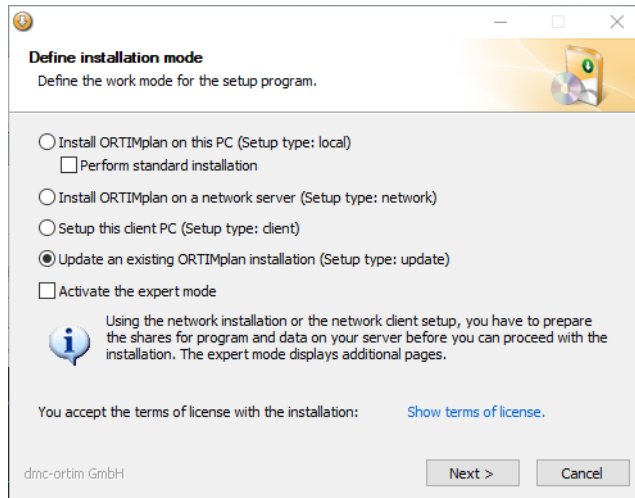 Define installation mode
Define the work mode for the setup program.
Install ORTIMplan on this PC (Setup type: local)
Perform standard installation
Install ORTIMplan on a network server (Setup type: network)
Setup this client PC (Setup type: client)
Update an existing ORTIMplan installation (Setup type: update)
Activate the expert mode
Using the network installation or the network client setup, you have to prepare
the shares for program and data on your server before you can proceed with the
installation. The expert mode displays additional pages.
You accept the terms of license with the installation: Show terms of license.
dmc-ortim GmbH
Next > Cancel